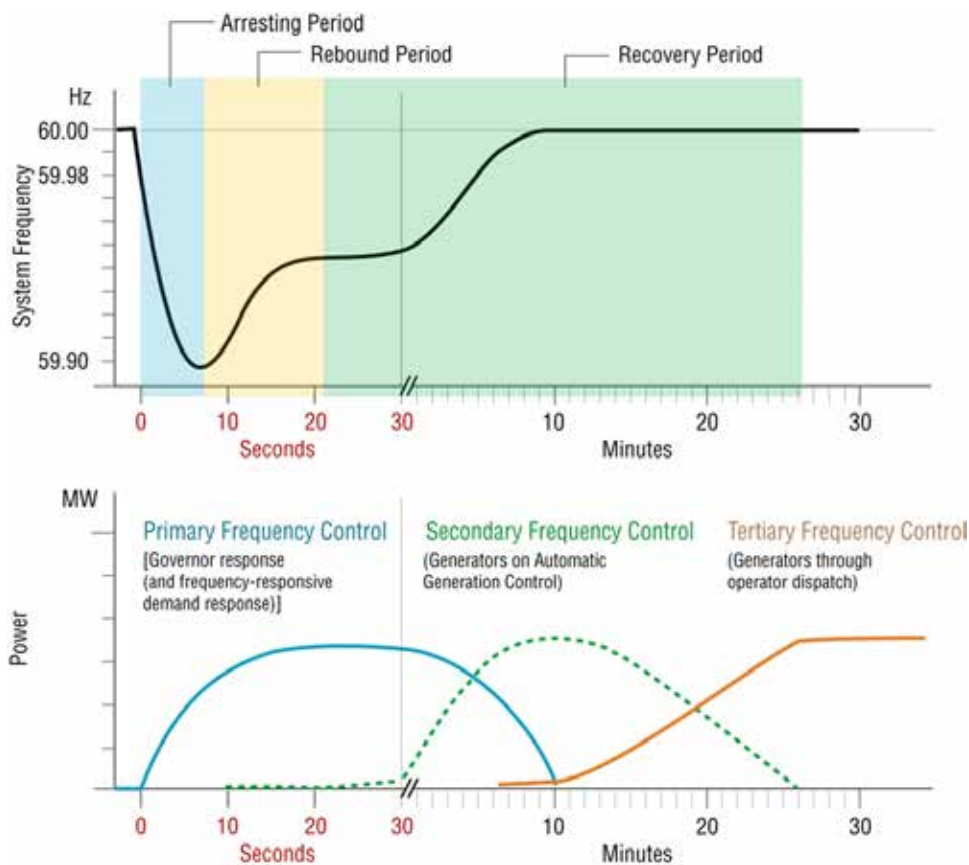 Arresting Period
Rebound Period
Recovery Period
Hz
60.00
59.98
59.90
System Frequency
0 10 20 30 10 20 30
Seconds Minutes
MW
Primary Frequency Control
[Governor response
(and frequency-responsive
demand response)]
Secondary Frequency Control
(Generators on Automatic
Generation Control)
Tertiary Frequency Control
(Generators through
operator dispatch)
Power
0 10 20 30 10 20 30
Seconds Minutes